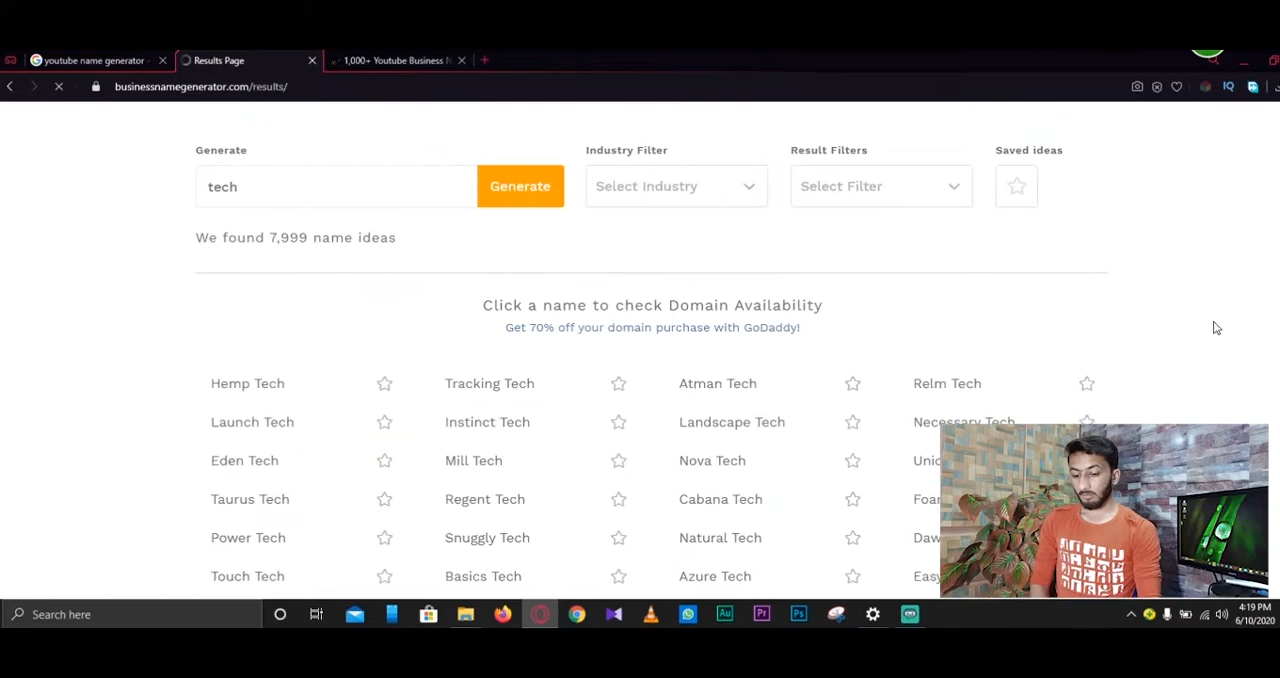 youtube name generator -
Results Page
1,000+ Youtube Business N
businessnamegenerator.com/results/
IQ
Generate
Industry Filter
Result Filters
Saved ideas
tech
Generate
Select Industry
Select Filter
We found 7,999 name ideas
Click a name to check Domain Availability
Get 70% off your domain purchase with GoDaddy!
Hemp Tech
Tracking Tech
Atman Tech
Relm Tech
Launch Tech
Instinct Tech
Landscape Tech
Necessary Tech
Eden Tech
Mill Tech
Nova Tech
Taurus Tech
Regent Tech
Cabana Tech
Power Tech
Snuggly Tech
Natural Tech
Touch Tech
Basics Tech
Azure Tech
Search here
Au
Pr
Ps
4:19 PM
6/10/2020